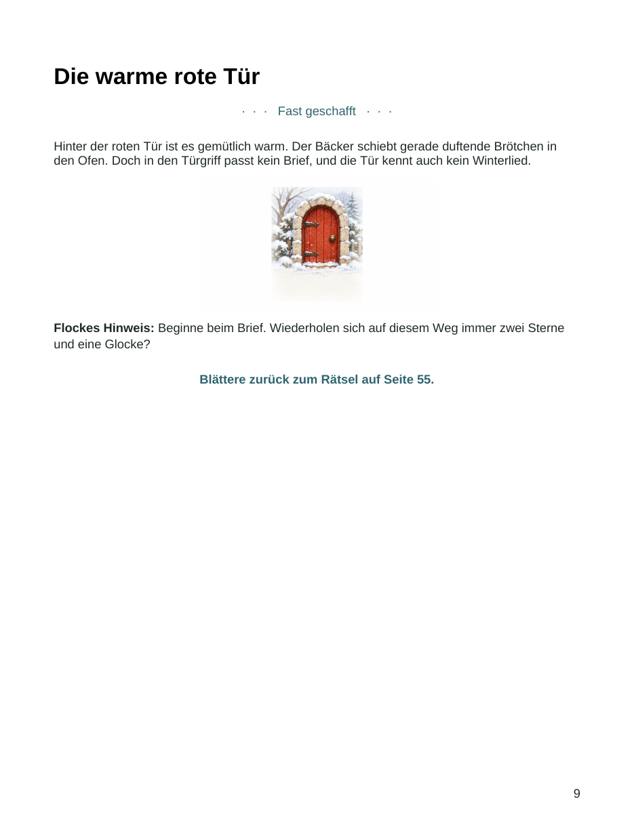 Die warme rote Tür
· · · Fast geschafft · · ·
Hinter der roten Tür ist es gemütlich warm. Der Bäcker schiebt gerade duftende Brötchen in
den Ofen. Doch in den Türgriff passt kein Brief, und die Tür kennt auch kein Winterlied.
Flockes Hinweis: Beginne beim Brief. Wiederholen sich auf diesem Weg immer zwei Sterne
und eine Glocke?
Blättere zurück zum Rätsel auf Seite 55.
9